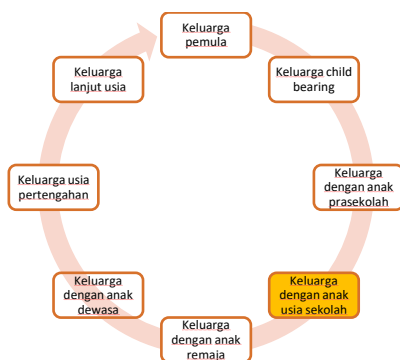 Keluarga
pemula
Keluarga child
bearing
Keluarga
dengan anak
prasekolah
Keluarga
dengan anak
usia sekolah
Keluarga
dengan anak
remaja
Keluarga
dengan anak
dewasa
Keluarga usia
pertengahan
Keluarga
lanjut usia